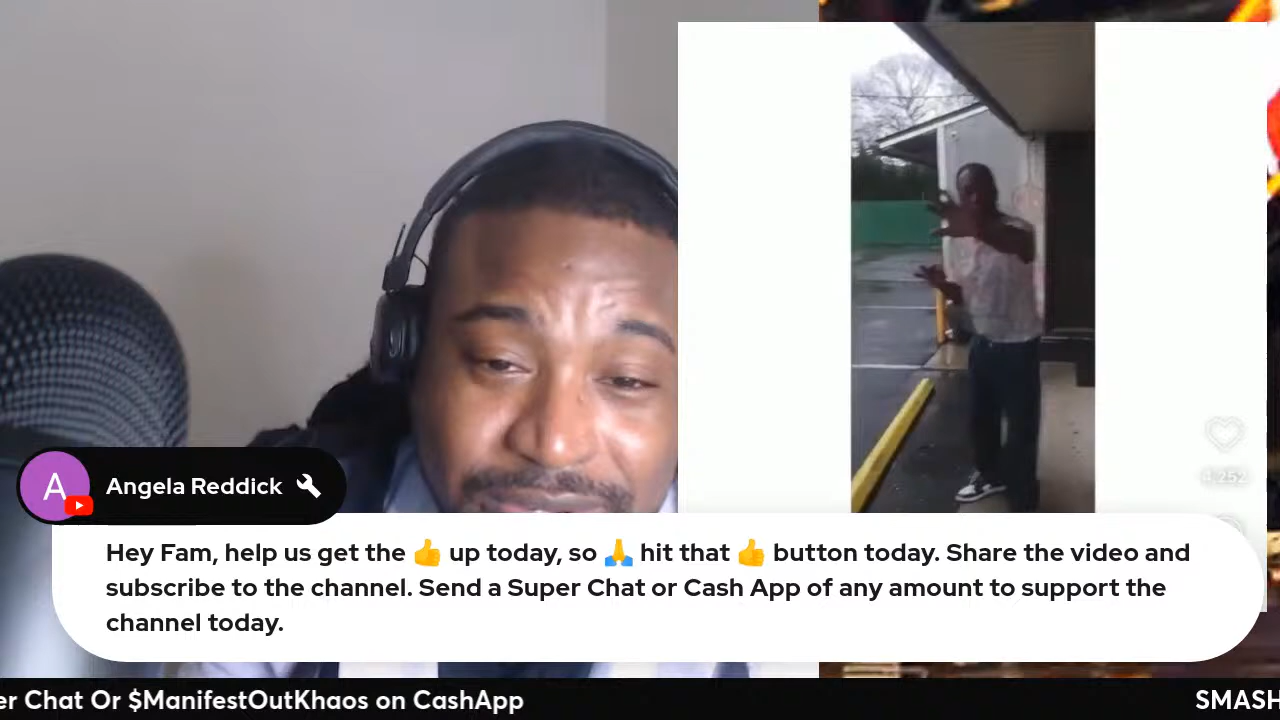 4,252
A Angela Reddick
Hey Fam, help us get the 👍 up today, so 🙏 hit that 👍 button today. Share the video and
subscribe to the channel. Send a Super Chat or Cash App of any amount to support the
channel today.
er Chat Or $ManifestOutKhaos on CashApp SMASH